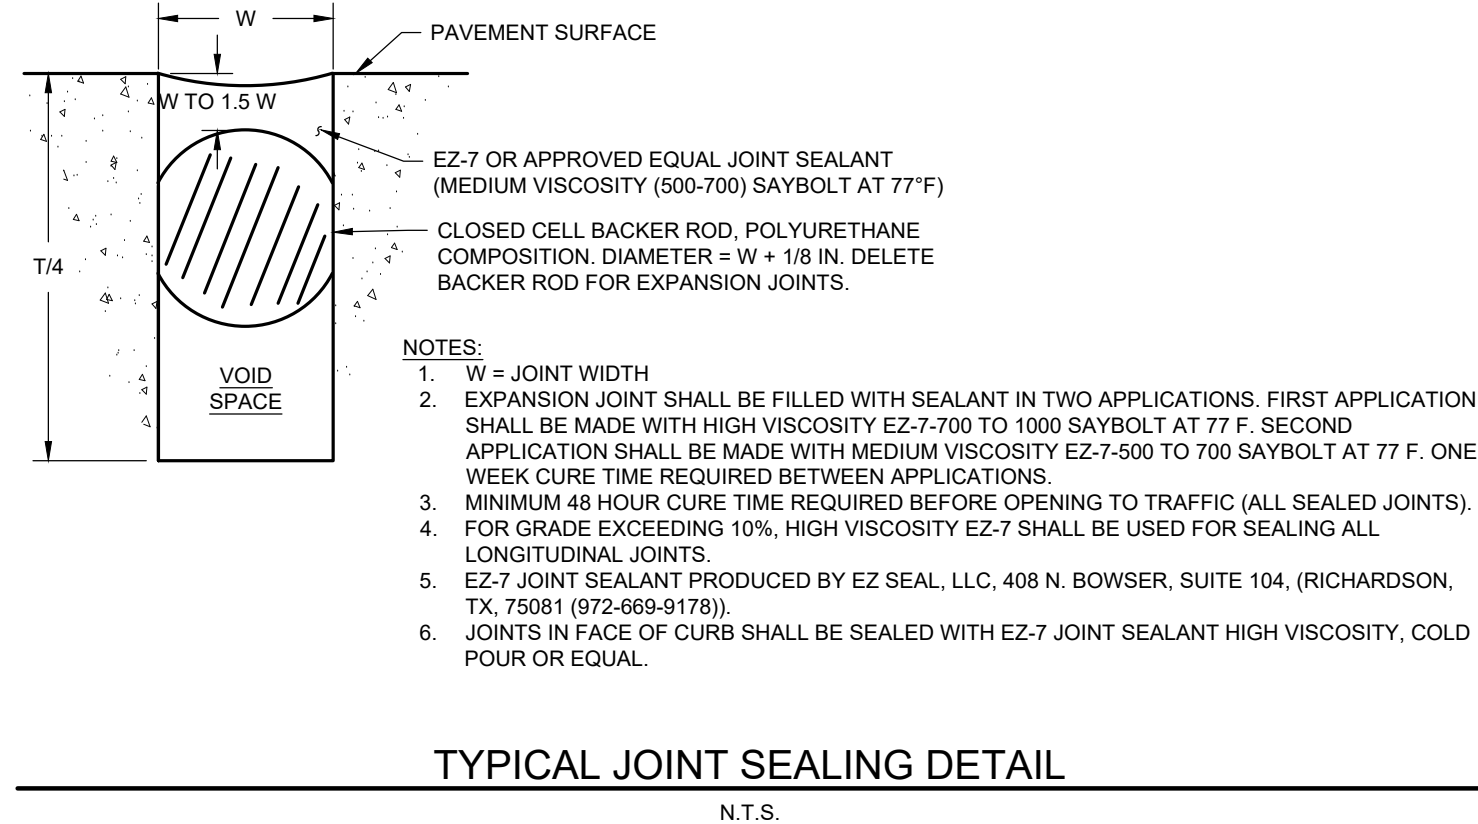 W
PAVEMENT SURFACE
W TO 1.5 W
EZ-7 OR APPROVED EQUAL JOINT SEALANT
(MEDIUM VISCOSITY (500-700) SAYBOLT AT 77°F)
CLOSED CELL BACKER ROD, POLYURETHANE
COMPOSITION. DIAMETER = W + 1/8 IN. DELETE
BACKER ROD FOR EXPANSION JOINTS.
T/4
VOID
SPACE
NOTES:
1. W = JOINT WIDTH
2. EXPANSION JOINT SHALL BE FILLED WITH SEALANT IN TWO APPLICATIONS. FIRST APPLICATION
SHALL BE MADE WITH HIGH VISCOSITY EZ-7-700 TO 1000 SAYBOLT AT 77 F. SECOND
APPLICATION SHALL BE MADE WITH MEDIUM VISCOSITY EZ-7-500 TO 700 SAYBOLT AT 77 F. ONE
WEEK CURE TIME REQUIRED BETWEEN APPLICATIONS.
3. MINIMUM 48 HOUR CURE TIME REQUIRED BEFORE OPENING TO TRAFFIC (ALL SEALED JOINTS).
4. FOR GRADE EXCEEDING 10%, HIGH VISCOSITY EZ-7 SHALL BE USED FOR SEALING ALL
LONGITUDINAL JOINTS.
5. EZ-7 JOINT SEALANT PRODUCED BY EZ SEAL, LLC, 408 N. BOWSER, SUITE 104, (RICHARDSON,
TX, 75081 (972-669-9178)).
6. JOINTS IN FACE OF CURB SHALL BE SEALED WITH EZ-7 JOINT SEALANT HIGH VISCOSITY, COLD
POUR OR EQUAL.
TYPICAL JOINT SEALING DETAIL
N.T.S.